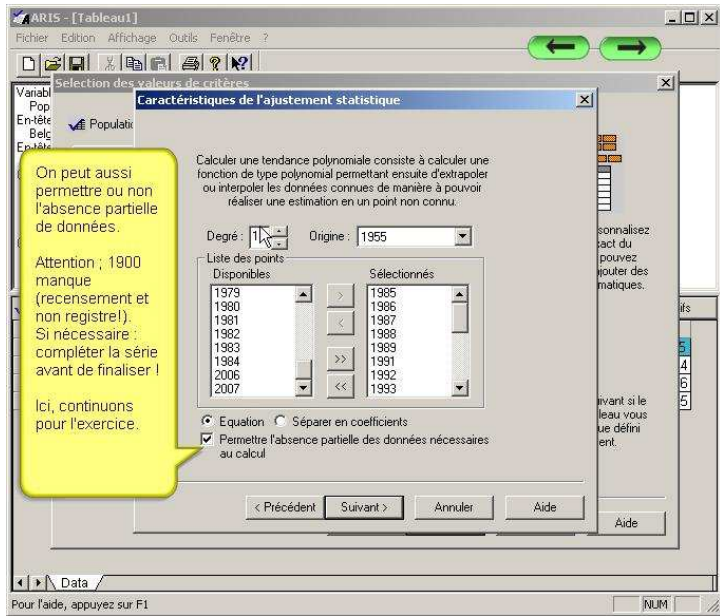 ARIS - [Tableau1]
Fichier Edition Affichage Outils Fenêtre ?
Selection des valeurs de critères
Caractéristiques de l'ajustement statistique
Variabl
Pop
En-tête
Belg
En-tête
Populatio
On peut aussi
permettre ou non
l'absence partielle
de données.
Attention ; 1900
manque
(recensement et
non registre!).
Si nécessaire :
compléter la série
avant de finaliser !
Ici, continuons
pour l'exercice.
Calculer une tendance polynomiale consiste à calculer une
fonction de type polynomial permettant ensuite d'extrapoler
ou interpoler les données connues de manière à pouvoir
réaliser une estimation en un point non connu.
Degré : 1 Origine : 1955
Liste des points
Disponibles Sélectionnés
1979 > 1985
1980 1986
1981 < 1987
1982 1988
1983 >> 1989
1984 1991
2006 << 1992
2007 1993
Equation Séparer en coefficients
Permettre l'absence partielle des données nécessaires
au calcul
< Précédent Suivant > Annuler Aide
sonnalisez
xact du
pouvez
jouter des
matiques.
ifs
5
4
6
5
uivant si le
leau vous
ue défini
ent.
Aide
Data
Pour l'aide, appuyez sur F1 NUM